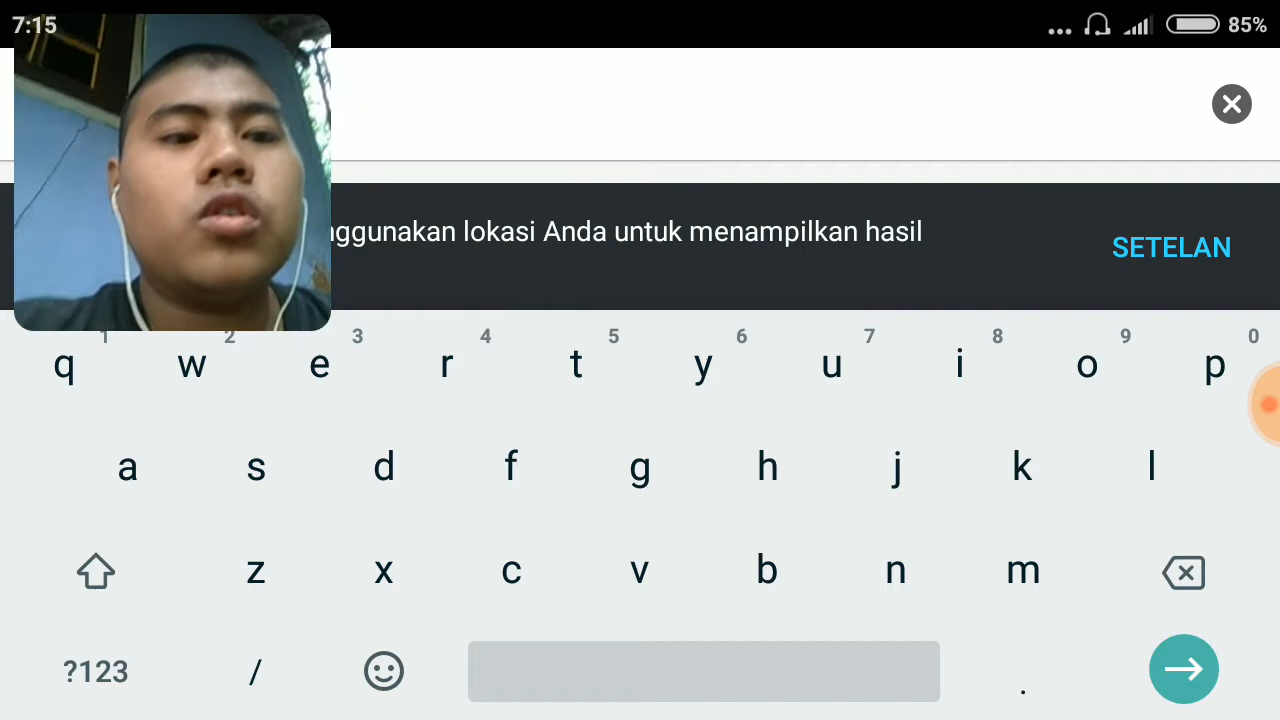 7:15 ... 85%
lokasi Anda untuk menampilkan hasil
SETELAN
1 2 3 4 5 6 7 8 9 0
q w e r t y u i o p
a s d f g h j k l
z x c v b n m
?123 / .